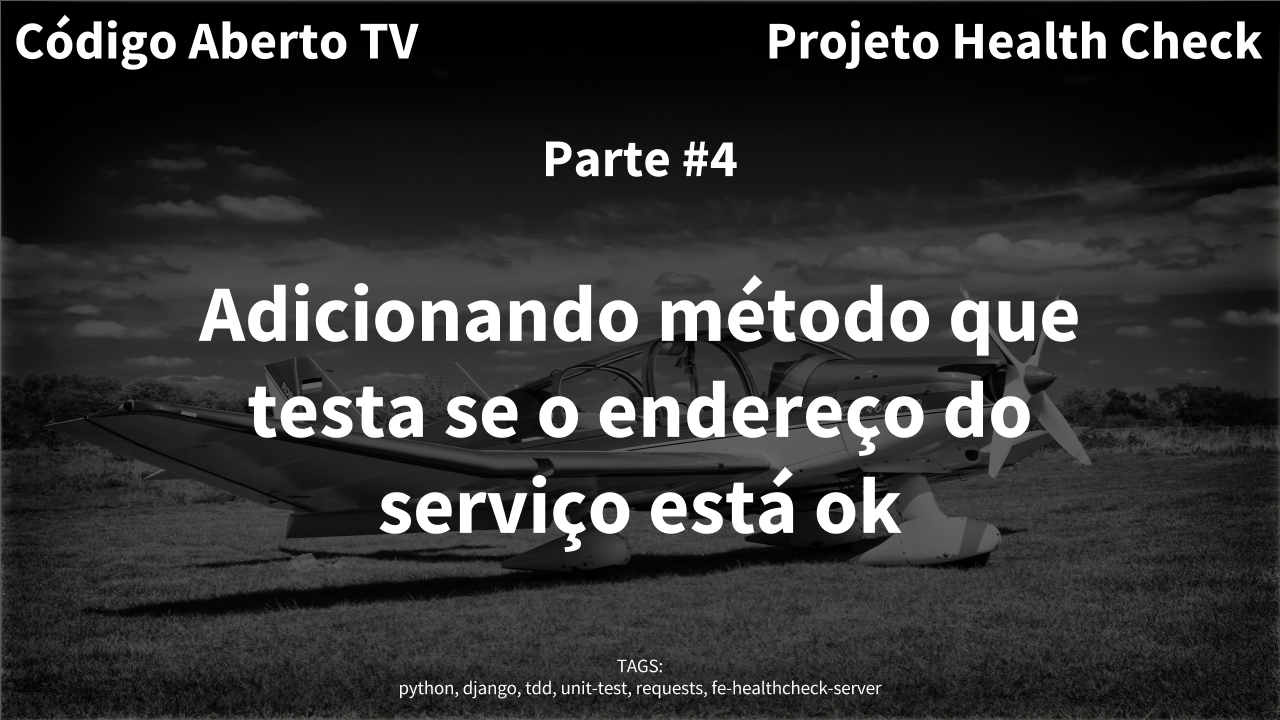 Código Aberto TV
Projeto Health Check
Parte #4
Adicionando método que
testa se o endereço do
serviço está ok
TAGS:
python, django, tdd, unit-test, requests, fe-healthcheck-server